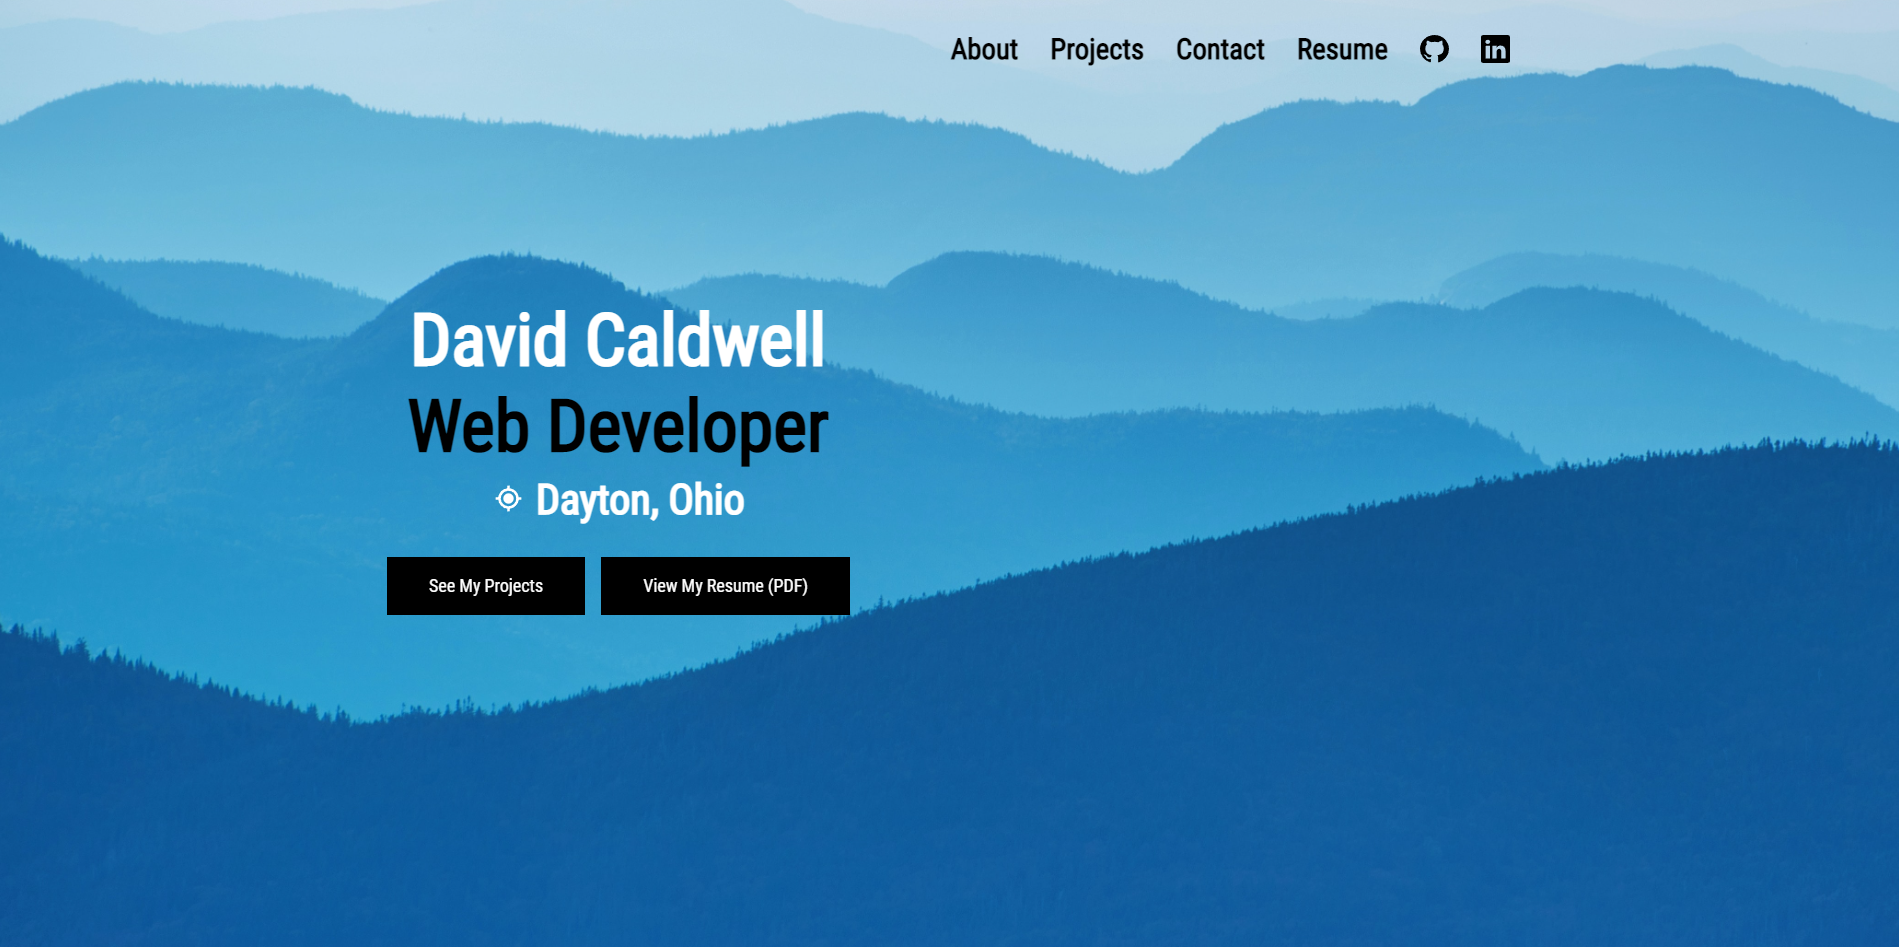 About Projects Contact Resume in
David Caldwell
Web Developer
Dayton, Ohio
See My Projects View My Resume (PDF)